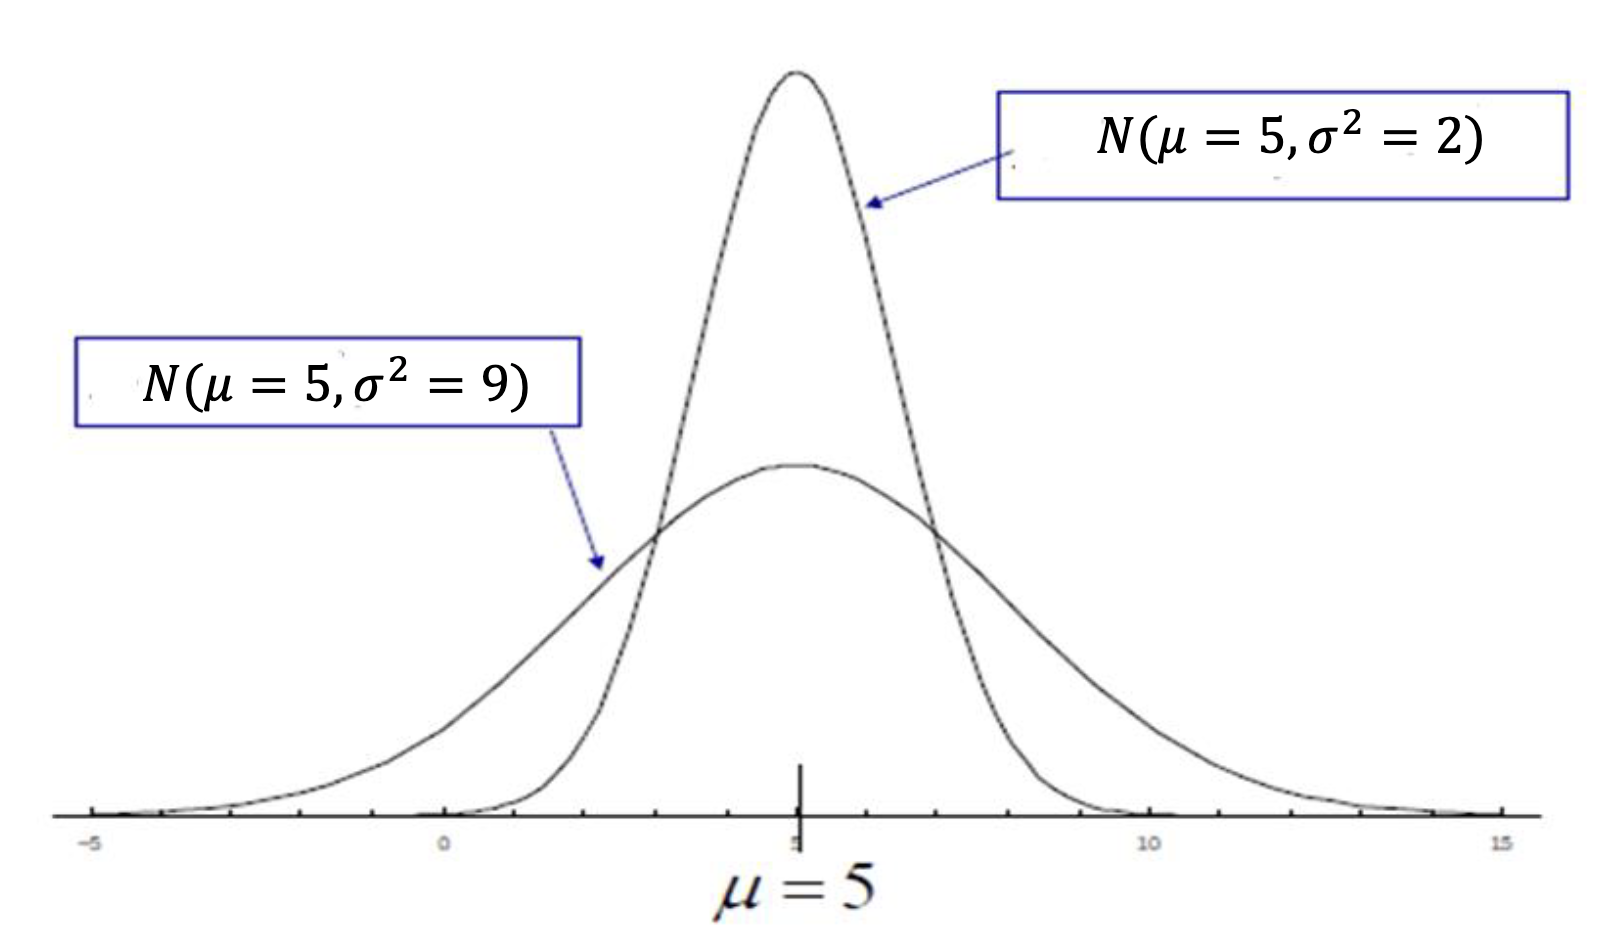 N(μ = 5, σ² = 2)
N(μ = 5, σ² = 9)
-5 0 5 10 15
μ = 5